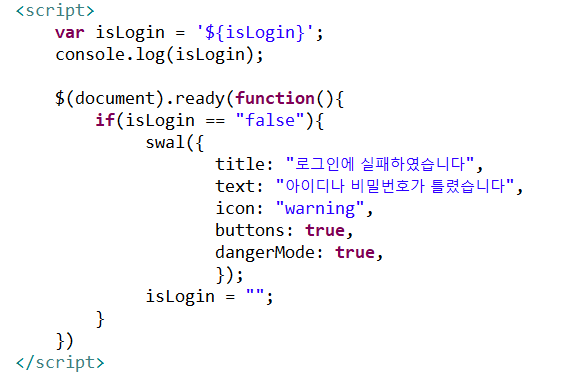 <script>
var isLogin = '${isLogin}';
console.log(isLogin);
$(document).ready(function(){
if(isLogin == "false"){
swal({
title: "로그인에 실패하였습니다",
text: "아이디나 비밀번호가 틀렸습니다",
icon: "warning",
buttons: true,
dangerMode: true,
});
isLogin = "";
}
})
</script>